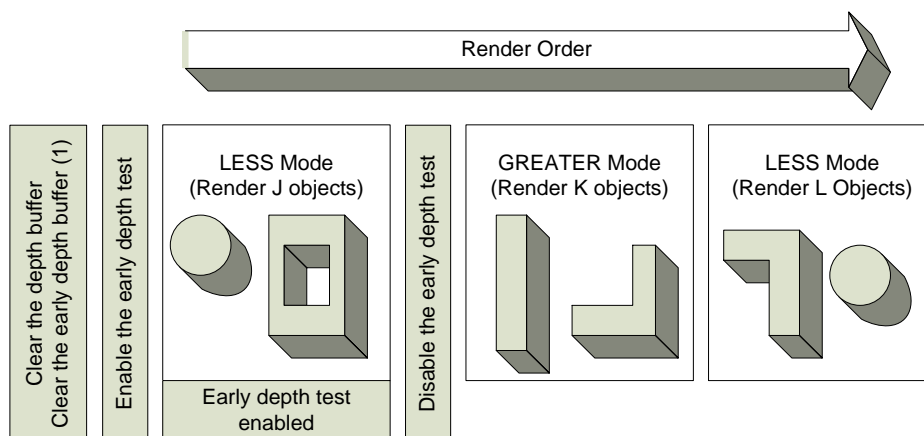 Render Order
Clear the depth buffer
Clear the early depth buffer (1)
Enable the early depth test
LESS Mode
(Render J objects)
Early depth test
enabled
Disable the early depth test
GREATER Mode
(Render K objects)
LESS Mode
(Render L Objects)